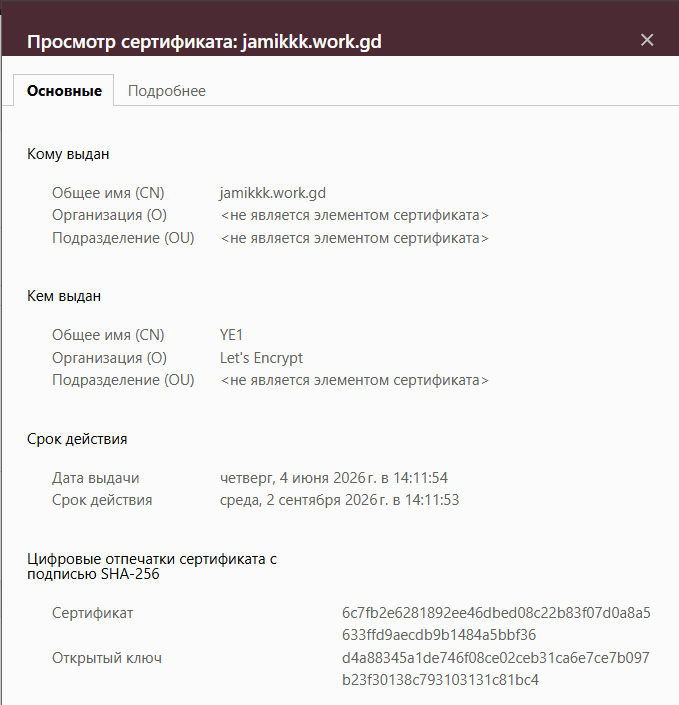 Просмотр сертификата: jamikkk.work.gd
Основные Подробнее
Кому выдан
Общее имя (CN) jamikkk.work.gd
Организация (O) <не является элементом сертификата>
Подразделение (OU) <не является элементом сертификата>
Кем выдан
Общее имя (CN) YE1
Организация (O) Let's Encrypt
Подразделение (OU) <не является элементом сертификата>
Срок действия
Дата выдачи четверг, 4 июня 2026 г. в 14:11:54
Срок действия среда, 2 сентября 2026 г. в 14:11:53
Цифровые отпечатки сертификата с
подписью SHA-256
Сертификат 6c7fb2e6281892ee46dbed08c22b83f07d0a8a5
633ffd9aecdb9b1484a5bbf36
Открытый ключ d4a88345a1de746f08ce02ceb31ca6e7ce7b097
b23f30138c793103131c81bc4